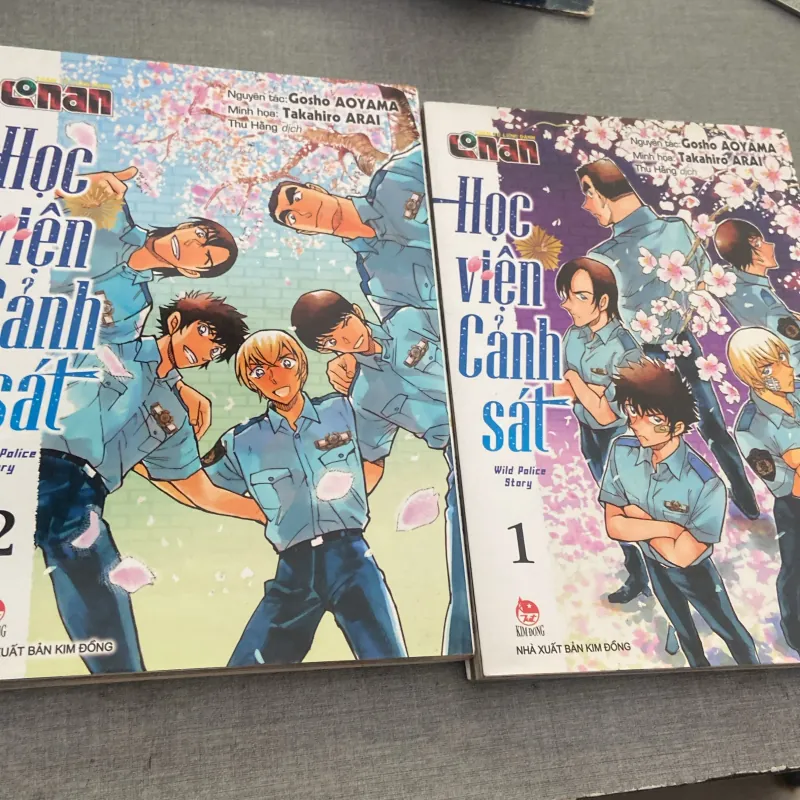 Conan
Nguyên tác: Gosho AOYAMA
Minh họa: Takahiro ARAI
Thu Hằng dịch
Học
viện
Cảnh
sát
Police
2
XUẤT BẢN KIM ĐỒNG
Conan
Nguyên tác: Gosho AOYAMA
Minh họa: Takahiro ARAI
Thu Hằng dịch
Học
viện
Cảnh
sát
Wild Police
Story
1
KIM ĐỒNG
NHÀ XUẤT BẢN KIM ĐỒNG